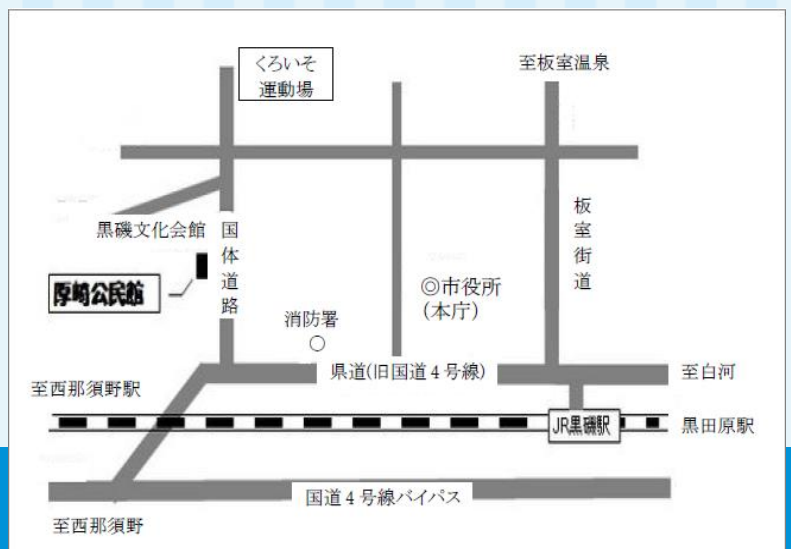 くろいそ
運動場
至板室温泉
黒磯文化会館
国体道路
板室街道
厚崎公民館
◎市役所
(本庁)
消防署
○
県道(旧国道4号線)
至白河
至西那須野駅
JR黒磯駅
黒田原駅
国道4号線バイパス
至西那須野